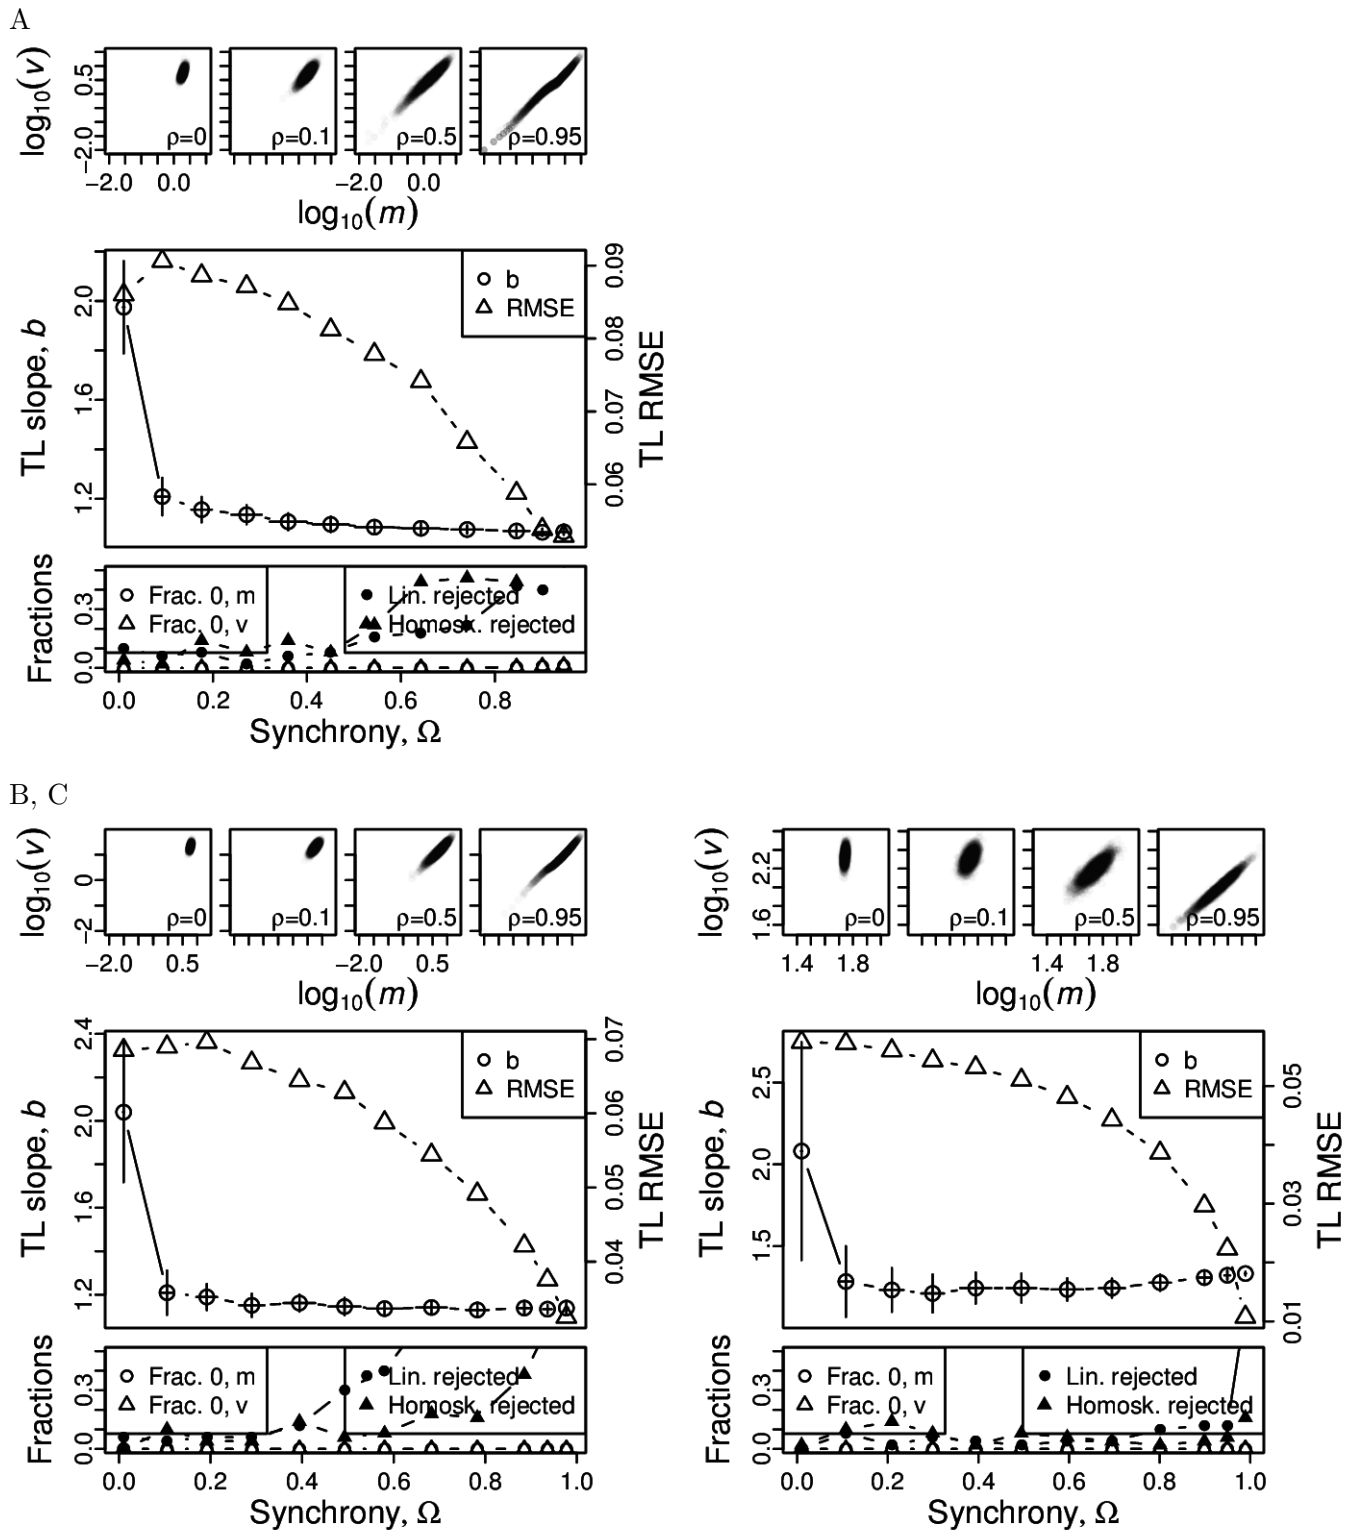 A
log10(v)
0.5
-2.0
ρ=0 ρ=0.1 ρ=0.5 ρ=0.95
-2.0 0.0 -2.0 0.0
log10(m)
TL slope, b
2.0
1.6
1.2
b
RMSE
0.09
0.08
0.07
0.06
TL RMSE
Fractions
0.3
0.0
Frac. 0, m
Frac. 0, v
Lin. rejected
Homosk. rejected
0.0 0.2 0.4 0.6 0.8
Synchrony, Ω
B, C
log10(v)
0
-2
ρ=0 ρ=0.1 ρ=0.5 ρ=0.95
-2.0 0.5 -2.0 0.5
log10(m)
TL slope, b
2.4
2.0
1.6
1.2
b
RMSE
0.07
0.06
0.05
0.04
TL RMSE
Fractions
0.3
0.0
Frac. 0, m
Frac. 0, v
Lin. rejected
Homosk. rejected
0.0 0.2 0.4 0.6 0.8 1.0
Synchrony, Ω
log10(v)
2.2
1.6
ρ=0 ρ=0.1 ρ=0.5 ρ=0.95
1.4 1.8 1.4 1.8
log10(m)
TL slope, b
2.5
2.0
1.5
b
RMSE
0.05
0.03
0.01
TL RMSE
Fractions
0.3
0.0
Frac. 0, m
Frac. 0, v
Lin. rejected
Homosk. rejected
0.0 0.2 0.4 0.6 0.8 1.0
Synchrony, Ω